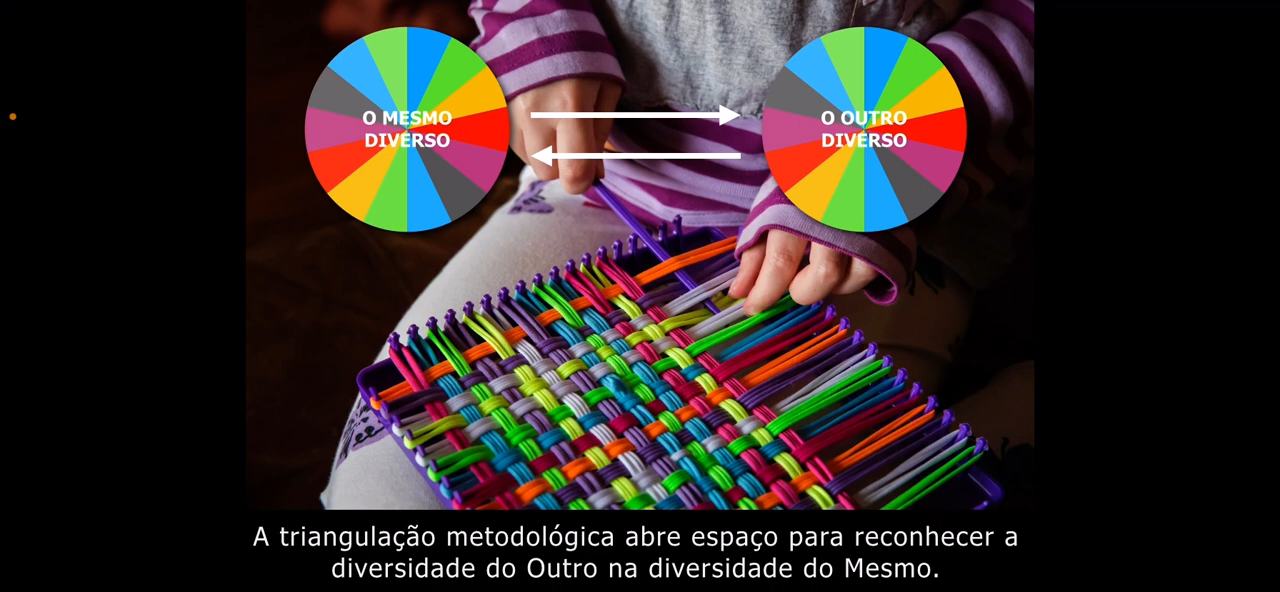 O MESMO
DIVERSO
O OUTRO
DIVERSO
A triangulação metodológica abre espaço para reconhecer a
diversidade do Outro na diversidade do Mesmo.